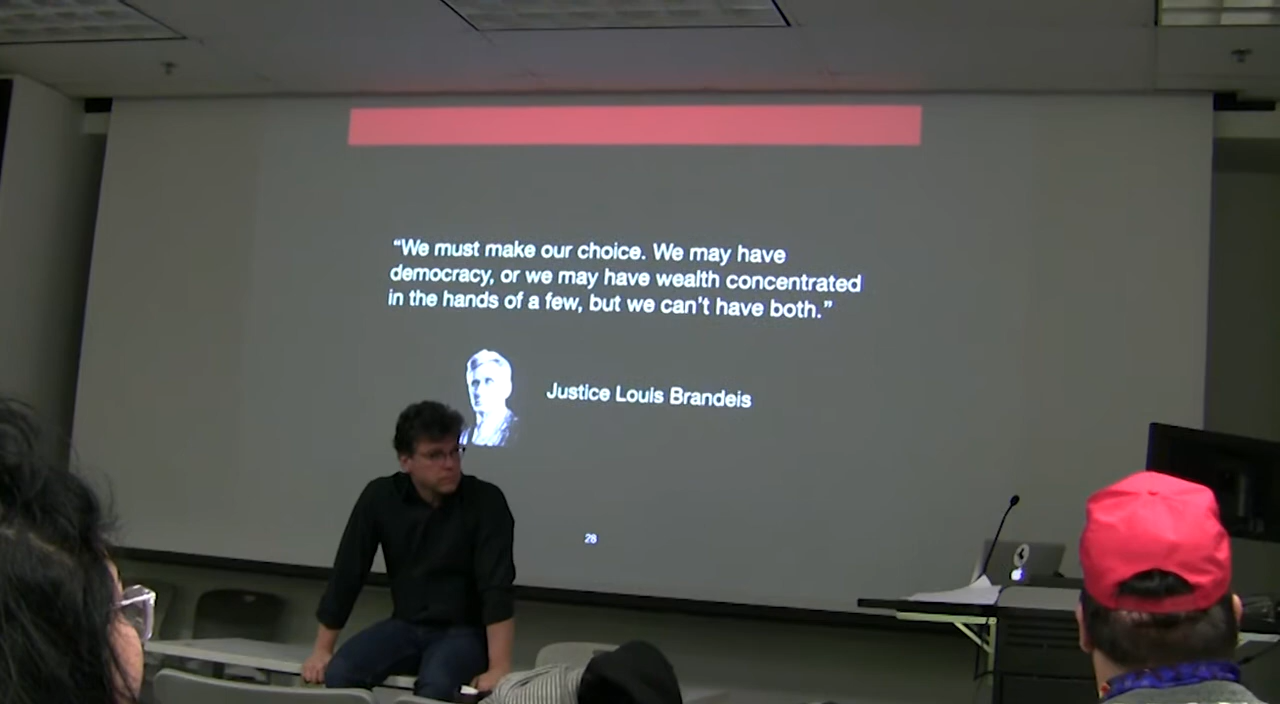 “We must make our choice. We may have
democracy, or we may have wealth concentrated
in the hands of a few, but we can’t have both.”
Justice Louis Brandeis
28